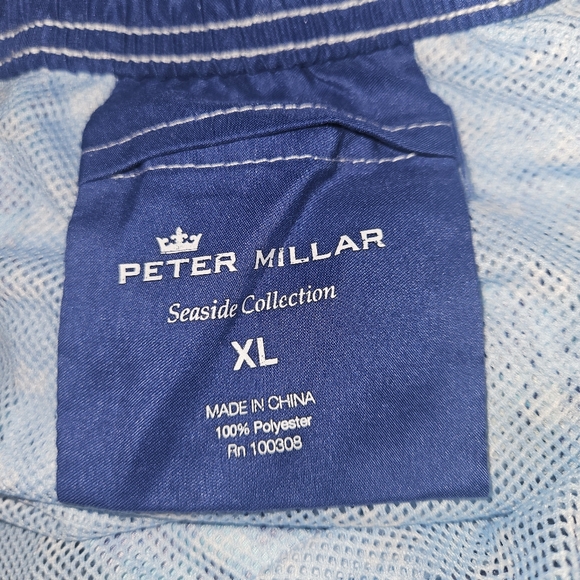 PETER MILLAR
Seaside Collection
XL
MADE IN CHINA
100% Polyester
Rn 100308